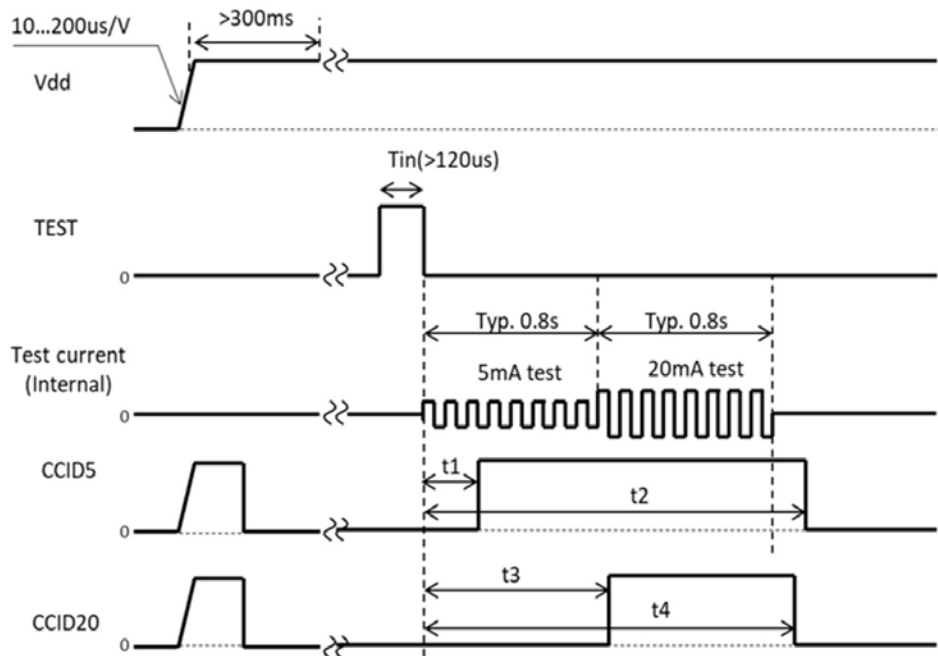 >300ms
10...200us/V
Vdd
Tin(>120us)
TEST
0
Typ. 0.8s Typ. 0.8s
Test current
(Internal)
5mA test 20mA test
0
CCID5
t1
t2
0
t3
CCID20
t4
0